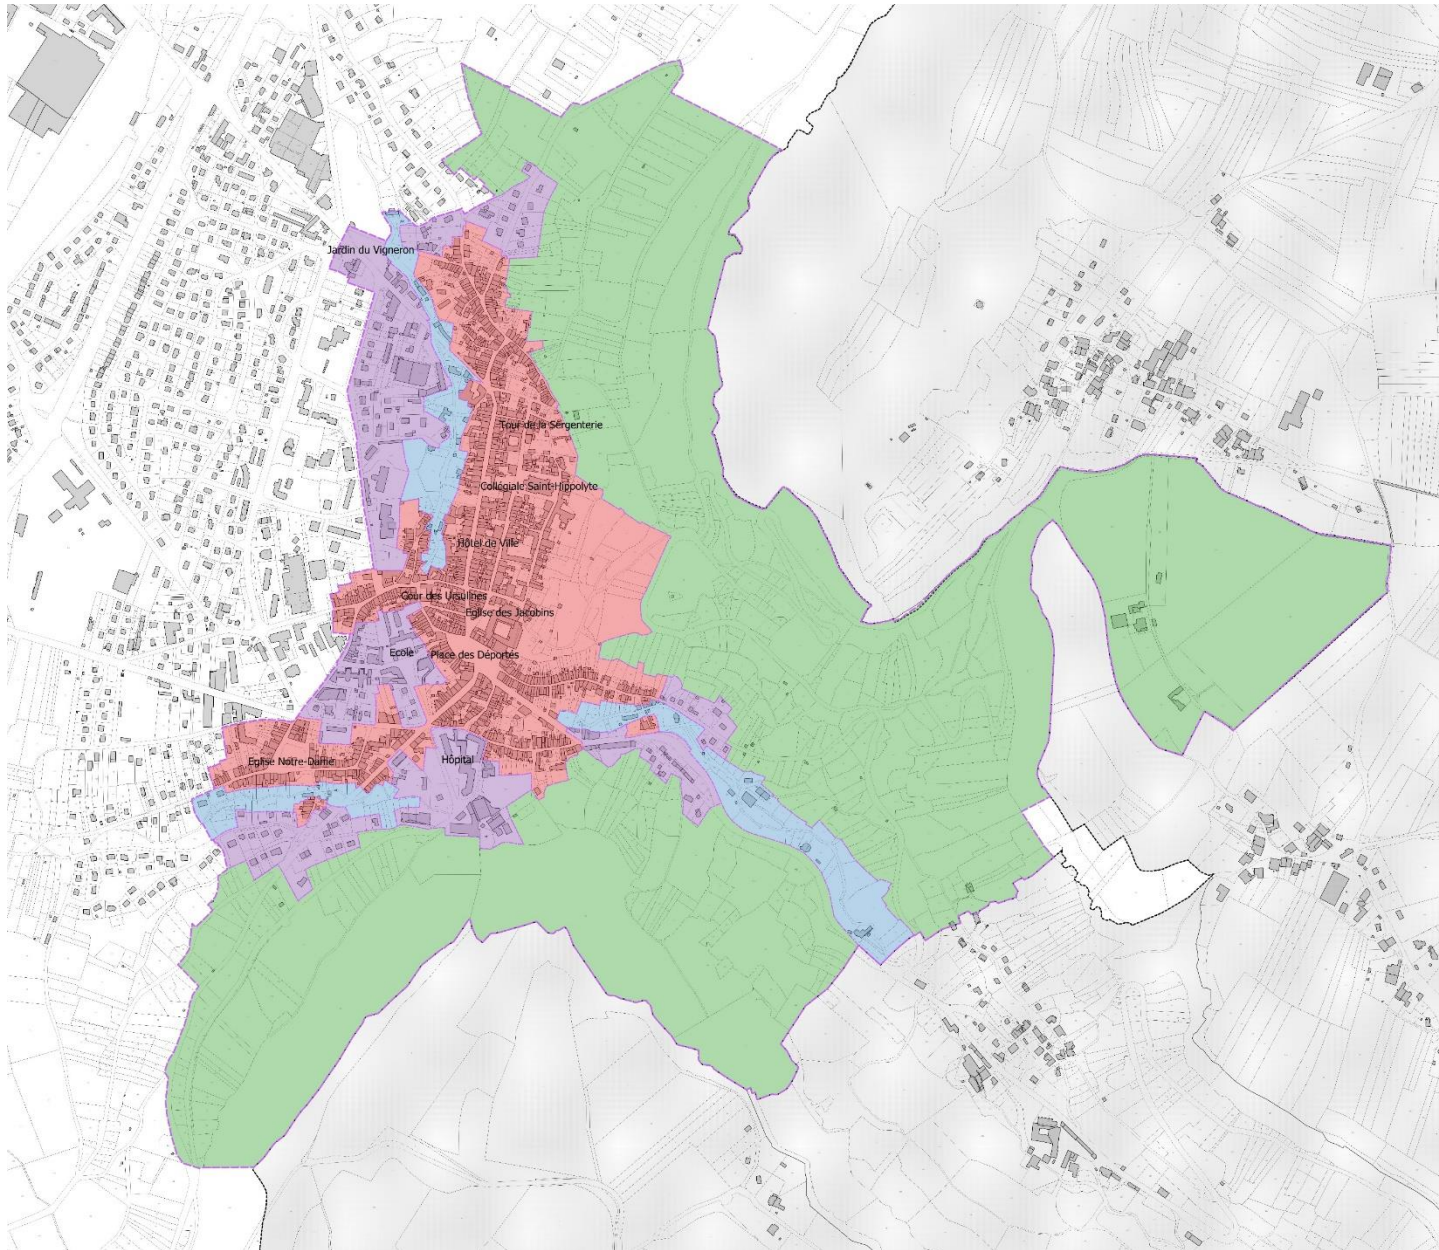 Jardin du Vigneron
Tour de la Sergenterie
Collégiale Saint-Hippolyte
Hôtel de Ville
Cour des Ursulines
Eglise des Jacobins
Ecole
Place des Déportés
Eglise Notre-Dame
Hôpital